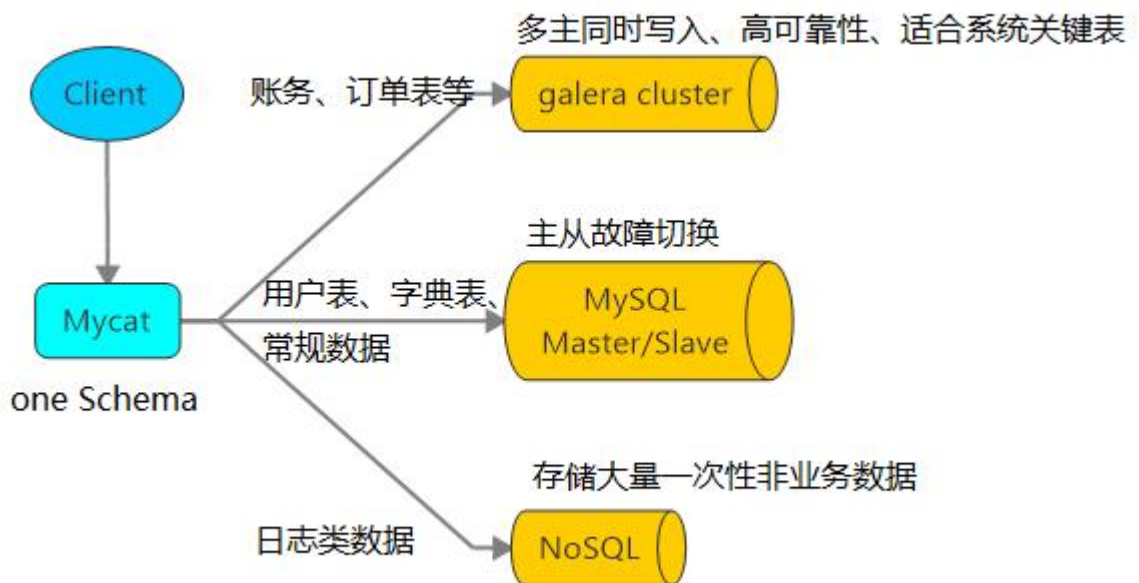 多主同时写入、高可靠性、适合系统关键表
Client
账务、订单表等
galera cluster
主从故障切换
用户表、字典表、
常规数据
MySQL
Master/Slave
Mycat
one Schema
存储大量一次性非业务数据
日志类数据
NoSQL